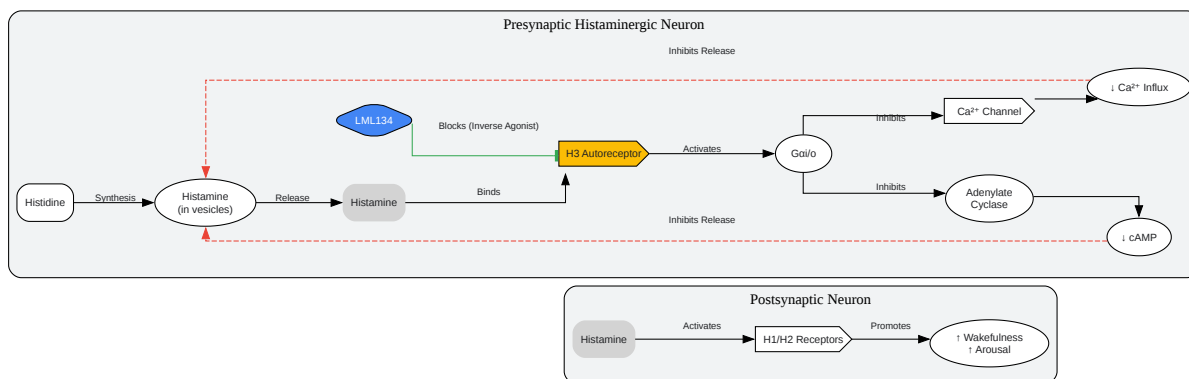 Presynaptic Histaminergic Neuron
Inhibits Release
↓ Ca²⁺ Influx
LML134
Blocks (Inverse Agonist)
Ca²⁺ Channel
Inhibits
H3 Autoreceptor
Activates
Gαi/o
Histidine
Synthesis
Histamine
(in vesicles)
Release
Histamine
Binds
Inhibits
Adenylate
Cyclase
Inhibits Release
↓ cAMP
Postsynaptic Neuron
Histamine
Activates
H1/H2 Receptors
Promotes
↑ Wakefulness
↑ Arousal